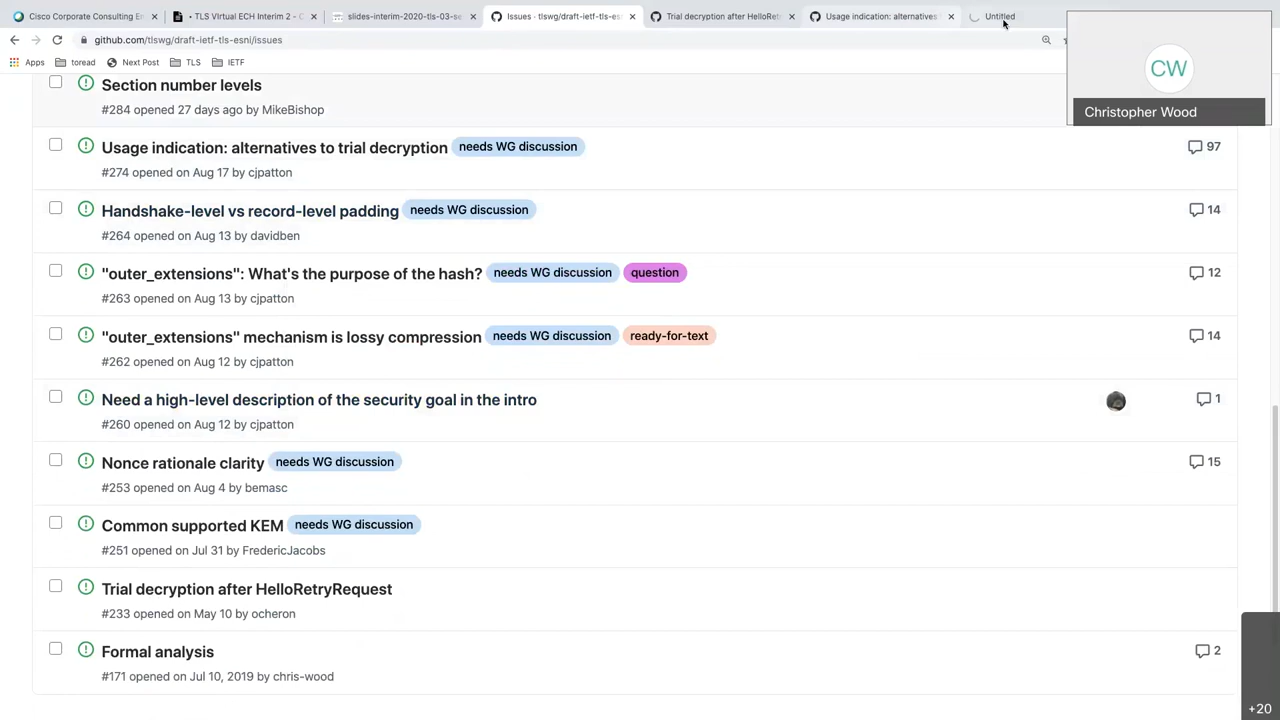 Cisco Corporate Consulting En
• TLS Virtual ECH Interim 2 - C
slides-interim-2020-tls-03-se
Issues · tlswg/draft-ietf-tls-es
Trial decryption after HelloRet
Usage indication: alternatives
Untitled
github.com/tlswg/draft-ietf-tls-esni/issues
Apps
toread
Next Post
TLS
IETF
CW
Christopher Wood
Section number levels
#284 opened 27 days ago by MikeBishop
Usage indication: alternatives to trial decryption needs WG discussion 97
#274 opened on Aug 17 by cjpatton
Handshake-level vs record-level padding needs WG discussion 14
#264 opened on Aug 13 by davidben
"outer_extensions": What's the purpose of the hash? needs WG discussion question 12
#263 opened on Aug 13 by cjpatton
"outer_extensions" mechanism is lossy compression needs WG discussion ready-for-text 14
#262 opened on Aug 12 by cjpatton
Need a high-level description of the security goal in the intro 1
#260 opened on Aug 12 by cjpatton
Nonce rationale clarity needs WG discussion 15
#253 opened on Aug 4 by bemasc
Common supported KEM needs WG discussion
#251 opened on Jul 31 by FredericJacobs
Trial decryption after HelloRetryRequest
#233 opened on May 10 by ocheron
Formal analysis 2
#171 opened on Jul 10, 2019 by chris-wood
+20